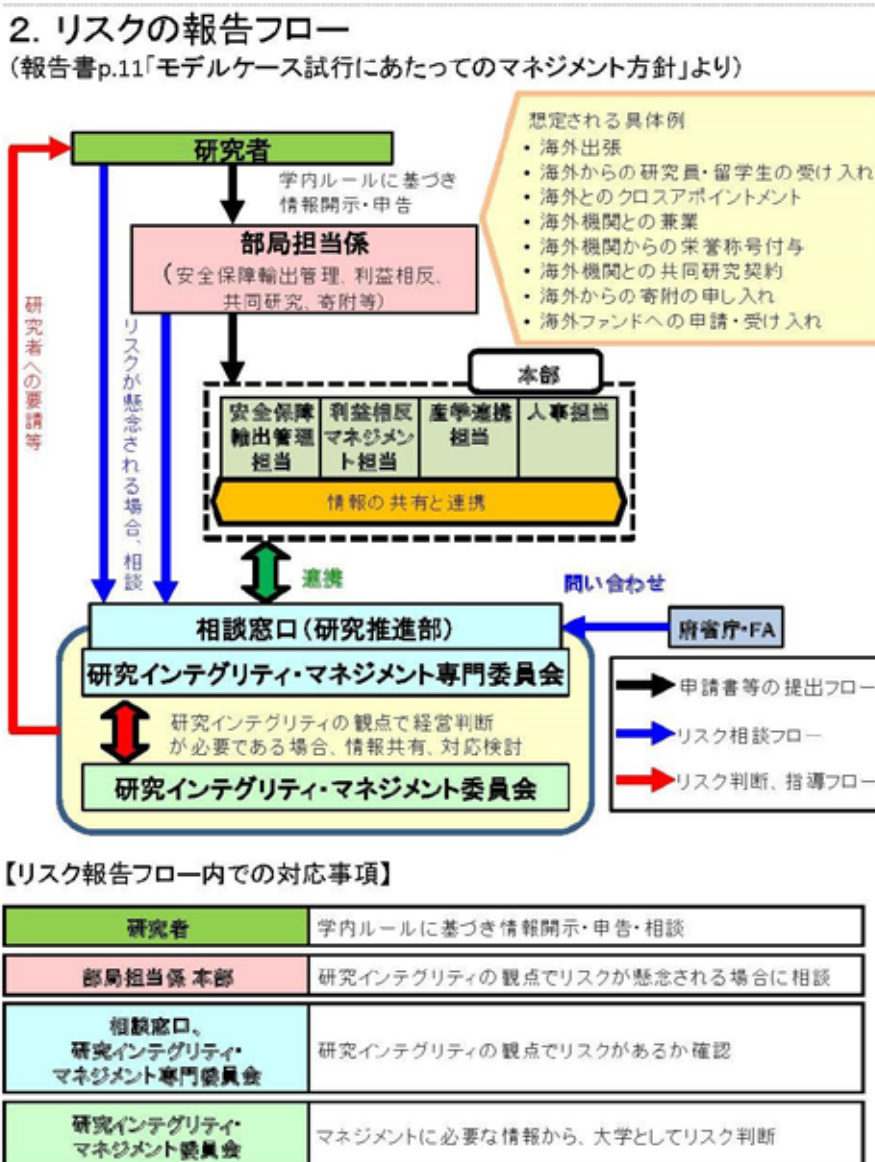 2. リスクの報告フロー
(報告書p.11「モデルケース試行にあたってのマネジメント方針」より)
想定される具体例
• 海外出張
• 海外からの研究員・留学生の受け入れ
• 海外とのクロスアポイントメント
• 海外機関との兼業
• 海外機関からの栄誉称号付与
• 海外機関との共同研究契約
• 海外からの寄附の申し入れ
• 海外ファンドへの申請・受け入れ
研究者
学内ルールに基づき
情報開示・申告
部局担当係
(安全保障輸出管理、利益相反、
共同研究、寄附等)
研究者への要請等
リスクが懸念される場合、相談
本部
安全保障
輸出管理
担当
利益相反
マネジメン
ト担当
産学連携
担当
人事担当
情報の共有と連携
連携
問い合わせ
相談窓口(研究推進部)
府省庁・FA
研究インテグリティ・マネジメント専門委員会
研究インテグリティの観点で経営判断
が必要である場合、情報共有、対応検討
研究インテグリティ・マネジメント委員会
申請書等の提出フロー
リスク相談フロー
リスク判断、指導フロー
【リスク報告フロー内での対応事項】
研究者
学内ルールに基づき情報開示・申告・相談
部局担当係 本部
研究インテグリティの観点でリスクが懸念される場合に相談
相談窓口、
研究インテグリティ・
マネジメント専門委員会
研究インテグリティの観点でリスクがあるか確認
研究インテグリティ・
マネジメント委員会
マネジメントに必要な情報から、大学としてリスク判断